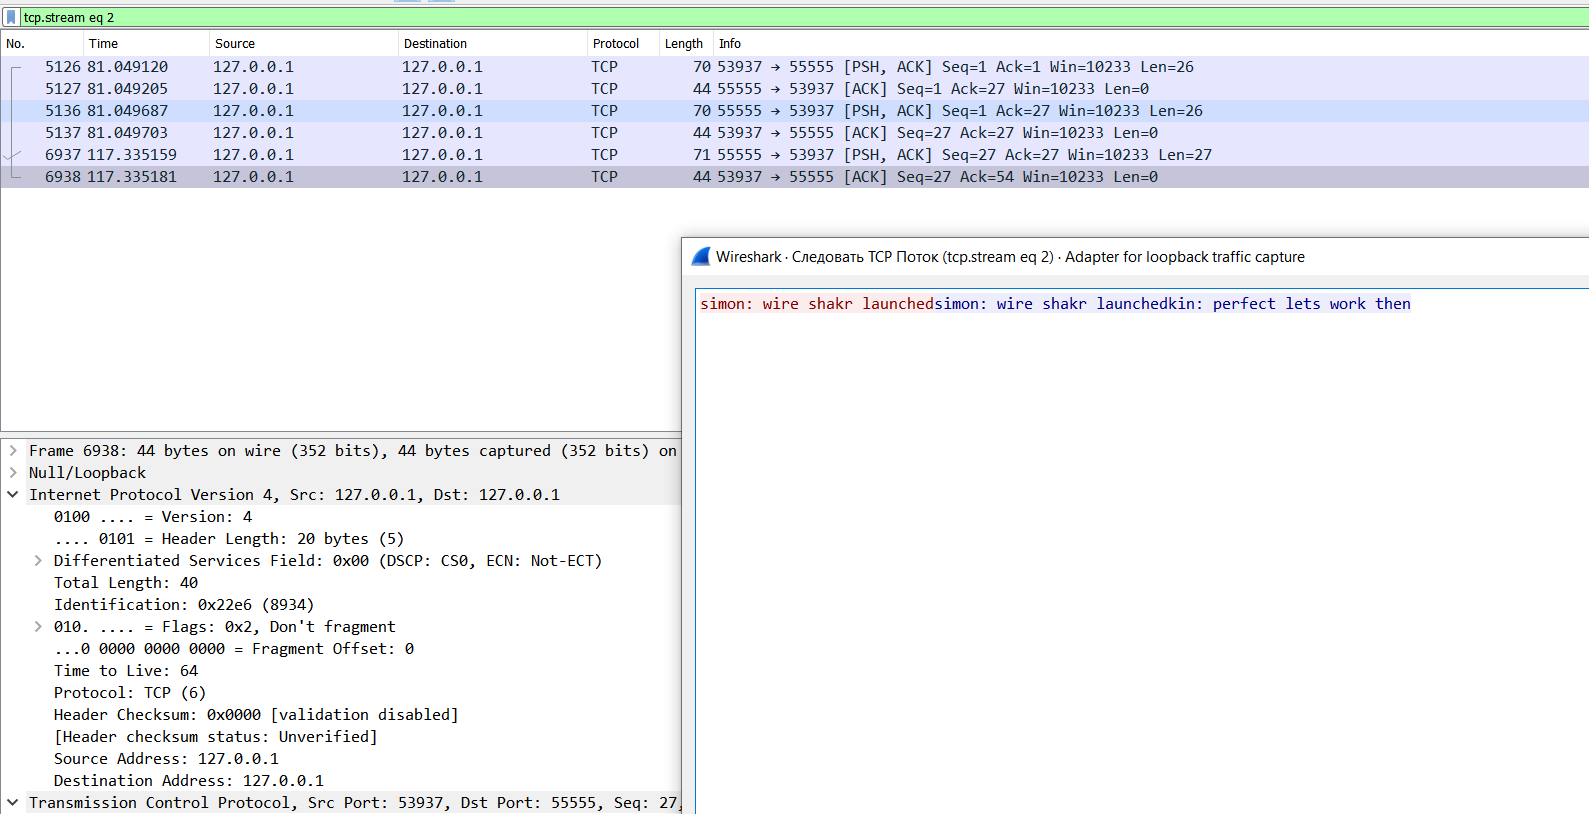 tcp.stream eq 2
No. Time Source Destination Protocol Length Info
5126 81.049120 127.0.0.1 127.0.0.1 TCP 70 53937 → 55555 [PSH, ACK] Seq=1 Ack=1 Win=10233 Len=26
5127 81.049205 127.0.0.1 127.0.0.1 TCP 44 55555 → 53937 [ACK] Seq=1 Ack=27 Win=10233 Len=0
5136 81.049687 127.0.0.1 127.0.0.1 TCP 70 55555 → 53937 [PSH, ACK] Seq=1 Ack=27 Win=10233 Len=26
5137 81.049703 127.0.0.1 127.0.0.1 TCP 44 53937 → 55555 [ACK] Seq=27 Ack=27 Win=10233 Len=0
6937 117.335159 127.0.0.1 127.0.0.1 TCP 71 55555 → 53937 [PSH, ACK] Seq=27 Ack=27 Win=10233 Len=27
6938 117.335181 127.0.0.1 127.0.0.1 TCP 44 53937 → 55555 [ACK] Seq=27 Ack=54 Win=10233 Len=0
Wireshark · Следовать TCP Поток (tcp.stream eq 2) · Adapter for loopback traffic capture
simon: wire shakr launchedsimon: wire shakr launchedkin: perfect lets work then
Frame 6938: 44 bytes on wire (352 bits), 44 bytes captured (352 bits) on
Null/Loopback
Internet Protocol Version 4, Src: 127.0.0.1, Dst: 127.0.0.1
0100 .... = Version: 4
.... 0101 = Header Length: 20 bytes (5)
Differentiated Services Field: 0x00 (DSCP: CS0, ECN: Not-ECT)
Total Length: 40
Identification: 0x22e6 (8934)
010. .... = Flags: 0x2, Don't fragment
...0 0000 0000 0000 = Fragment Offset: 0
Time to Live: 64
Protocol: TCP (6)
Header Checksum: 0x0000 [validation disabled]
[Header checksum status: Unverified]
Source Address: 127.0.0.1
Destination Address: 127.0.0.1
Transmission Control Protocol, Src Port: 53937, Dst Port: 55555, Seq: 27,